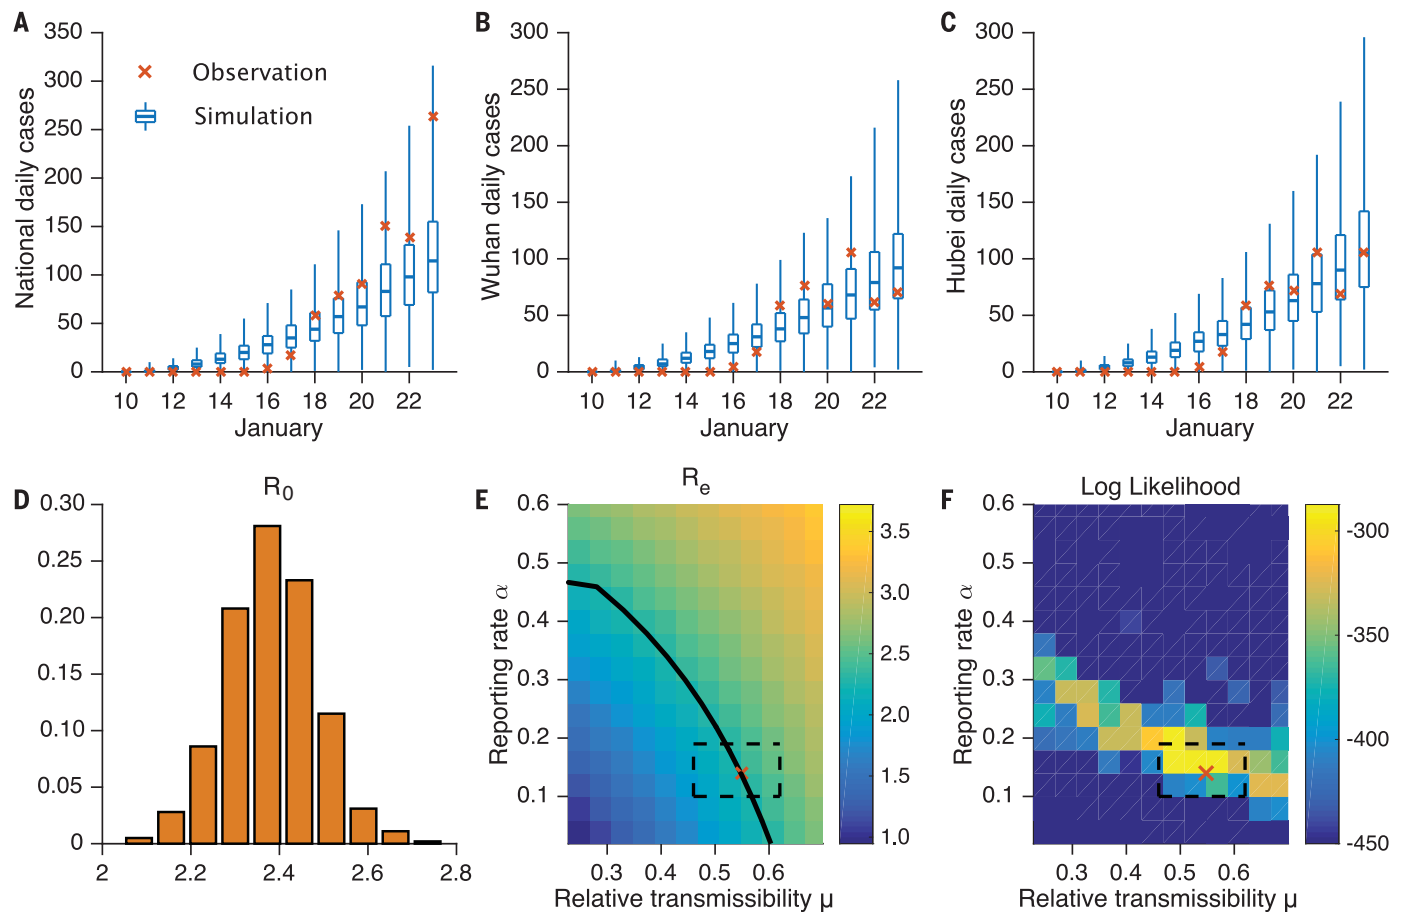 A
National daily cases
350
300
250
200
150
100
50
0
Observation
Simulation
10 12 14 16 18 20 22
January
B
Wuhan daily cases
300
250
200
150
100
50
0
10 12 14 16 18 20 22
January
C
Hubei daily cases
300
250
200
150
100
50
0
10 12 14 16 18 20 22
January
D
R0
0.30
0.25
0.20
0.15
0.10
0.05
0
2 2.2 2.4 2.6 2.8
E
Re
Reporting rate α
0.6
0.5
0.4
0.3
0.2
0.1
0.3 0.4 0.5 0.6
Relative transmissibility μ
3.5
3.0
2.5
2.0
1.5
1.0
F
Log Likelihood
Reporting rate α
0.6
0.5
0.4
0.3
0.2
0.1
0.3 0.4 0.5 0.6
Relative transmissibility μ
-300
-350
-400
-450